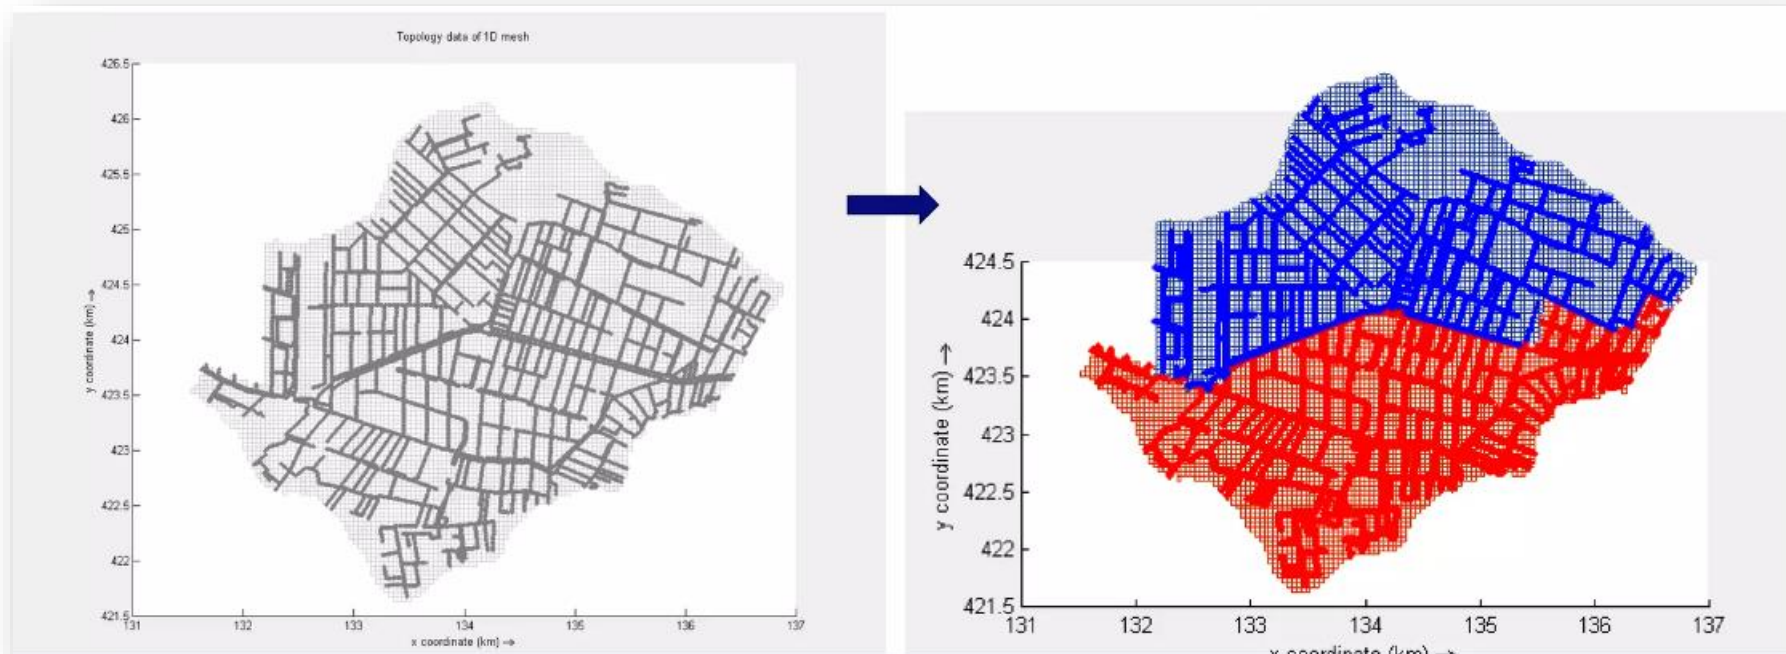 Topology data of 1D mesh
426.5
426
425.5
425
424.5
424
423.5
423
422.5
422
421.5
y coordinate (km) →
131 132 133 134 135 136 137
x coordinate (km) →
424.5
424
423.5
423
422.5
422
421.5
y coordinate (km) →
131 132 133 134 135 136 137
x coordinate (km) →